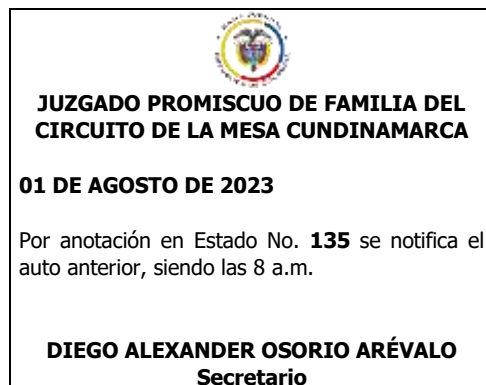 JUZGADO PROMISCUO DE FAMILIA DEL
CIRCUITO DE LA MESA CUNDINAMARCA
01 DE AGOSTO DE 2023
Por anotación en Estado No. 135 se notifica el
auto anterior, siendo las 8 a.m.
DIEGO ALEXANDER OSORIO ARÉVALO
Secretario